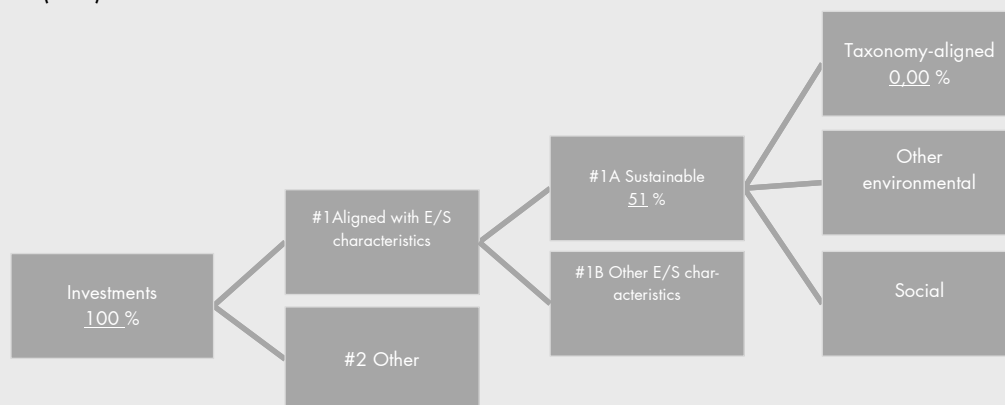 Taxonomy-aligned
0,00 %
Other
environmental
#1A Sustainable
51 %
#1Aligned with E/S
characteristics
#1B Other E/S char-
acteristics
Social
Investments
100 %
#2 Other